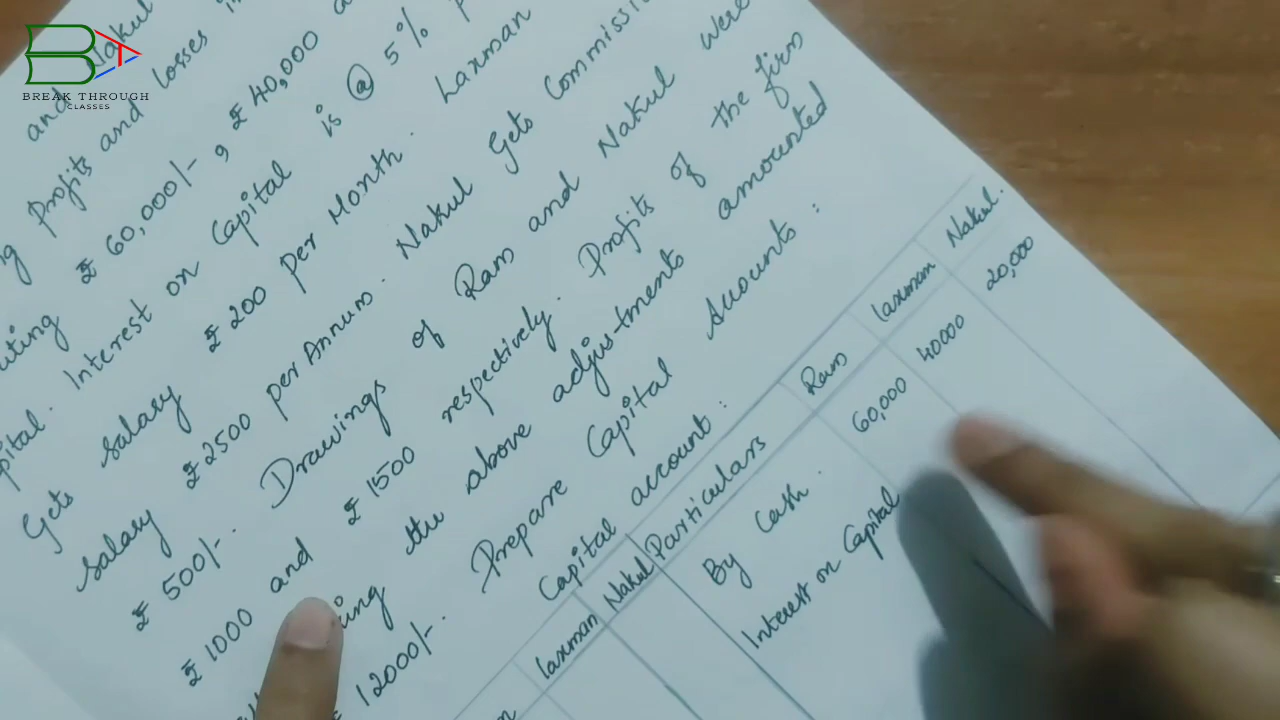 BREAK THROUGH
CLASSES
and Nakul
Profits and losses
₹ 60,000/- , ₹ 40,000
Interest on Capital is @ 5%
Gets salary ₹ 200 per Month. Laxman
salary ₹ 2500 per Annum. Nakul Gets
₹ 500/-. Drawings of Ram and Nakul were
₹ 1000 and ₹ 1500 respectively. Profits of the firm
the above adjustments amounted
12000/-. Prepare Capital Accounts :
Capital account :
Laxman Nakul Particulars Ram Laxman Nakul.
By Cash. 60,000 40000 20,000
Interest on Capital